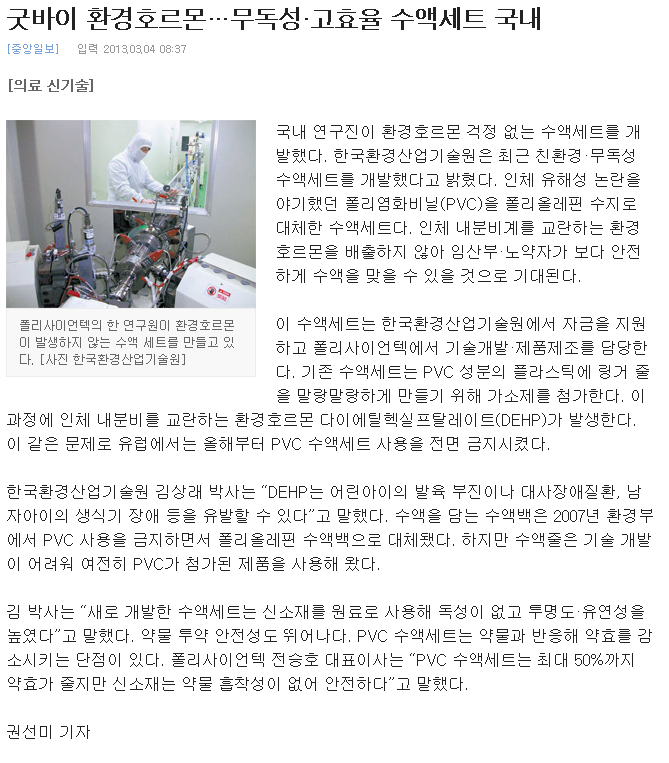 굿바이 환경호르몬…무독성·고효율 수액세트 국내
[중앙일보] 입력 2013.03.04 08:37
[의료 신기술]
국내 연구진이 환경호르몬 걱정 없는 수액세트를 개
발했다. 한국환경산업기술원은 최근 친환경·무독성
수액세트를 개발했다고 밝혔다. 인체 유해성 논란을
야기했던 폴리염화비닐(PVC)을 폴리올레핀 수지로
대체한 수액세트다. 인체 내분비계를 교란하는 환경
호르몬을 배출하지 않아 임산부·노약자가 보다 안전
하게 수액을 맞을 수 있을 것으로 기대된다.
폴리사이언텍의 한 연구원이 환경호르몬
이 발생하지 않는 수액 세트를 만들고 있
다. [사진 한국환경산업기술원]
이 수액세트는 한국환경산업기술원에서 자금을 지원
하고 폴리사이언텍에서 기술개발·제품제조를 담당한
다. 기존 수액세트는 PVC 성분의 플라스틱에 링거 줄
을 말랑말랑하게 만들기 위해 가소제를 첨가한다. 이
과정에 인체 내분비를 교란하는 환경호르몬 다이에틸헥실프탈레이트(DEHP)가 발생한다.
이 같은 문제로 유럽에서는 올해부터 PVC 수액세트 사용을 전면 금지시켰다.
한국환경산업기술원 김상래 박사는 “DEHP는 어린아이의 발육 부진이나 대사장애질환, 남
자아이의 생식기 장애 등을 유발할 수 있다”고 말했다. 수액을 담는 수액백은 2007년 환경부
에서 PVC 사용을 금지하면서 폴리올레핀 수액백으로 대체됐다. 하지만 수액줄은 기술 개발
이 어려워 여전히 PVC가 첨가된 제품을 사용해 왔다.
김 박사는 “새로 개발한 수액세트는 신소재를 원료로 사용해 독성이 없고 투명도·유연성을
높였다”고 말했다. 약물 투약 안전성도 뛰어나다. PVC 수액세트는 약물과 반응해 약효를 감
소시키는 단점이 있다. 폴리사이언텍 전승호 대표이사는 “PVC 수액세트는 최대 50%까지
약효가 줄지만 신소재는 약물 흡착성이 없어 안전하다”고 말했다.
권선미 기자